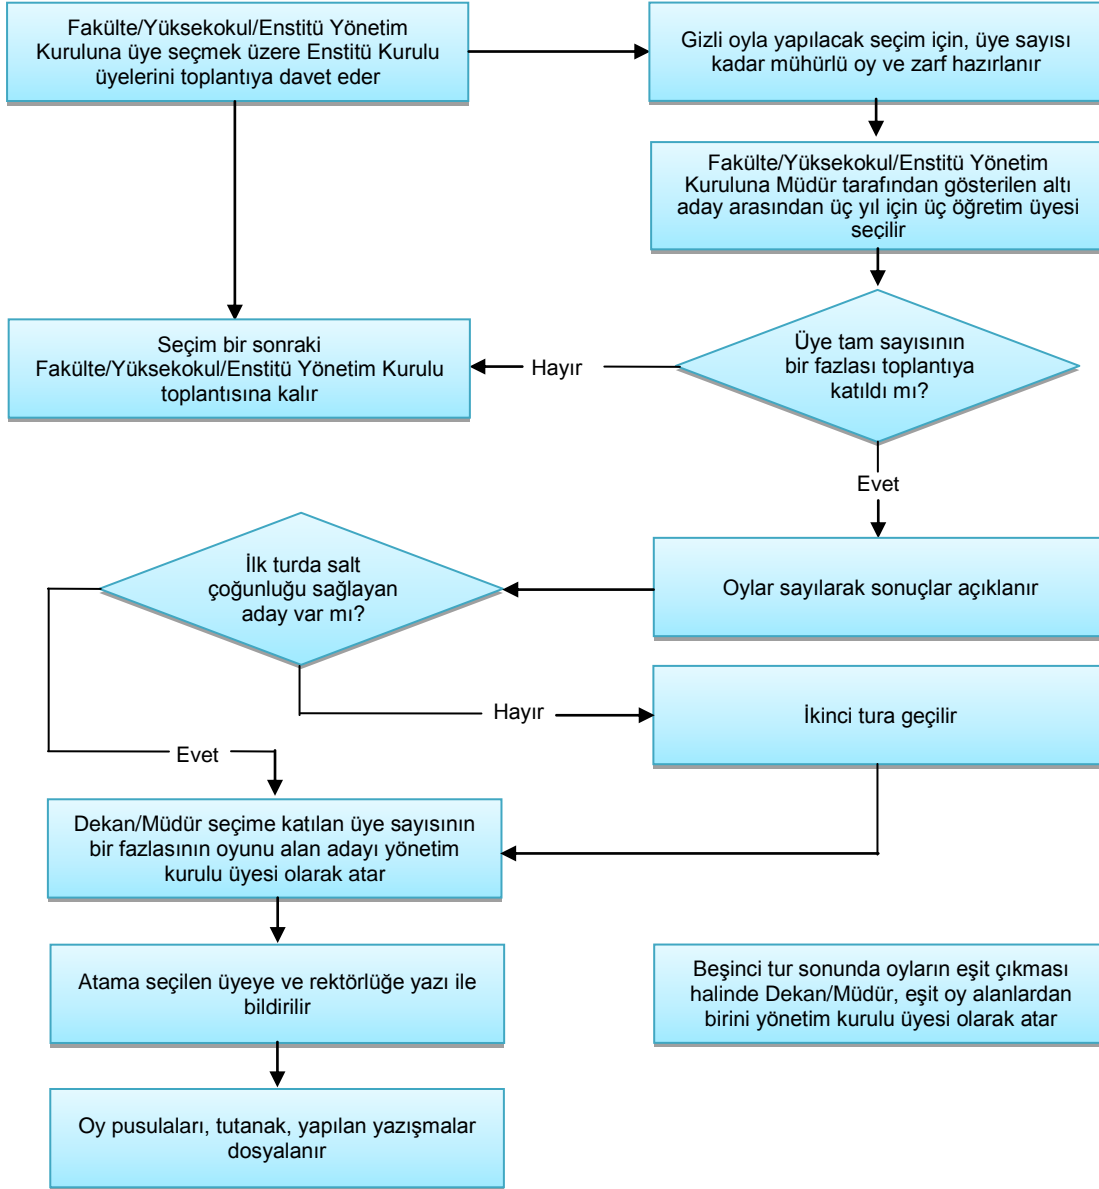 Fakülte/Yüksekokul/Enstitü Yönetim
Kuruluna üye seçmek üzere Enstitü Kurulu
üyelerini toplantıya davet eder
Gizli oyla yapılacak seçim için, üye sayısı
kadar mühürlü oy ve zarf hazırlanır
Fakülte/Yüksekokul/Enstitü Yönetim
Kuruluna Müdür tarafından gösterilen altı
aday arasından üç yıl için üç öğretim üyesi
seçilir
Seçim bir sonraki
Fakülte/Yüksekokul/Enstitü Yönetim Kurulu
toplantısına kalır
Hayır
Üye tam sayısının
bir fazlası toplantıya
katıldı mı?
Evet
İlk turda salt
çoğunluğu sağlayan
aday var mı?
Oylar sayılarak sonuçlar açıklanır
Hayır
İkinci tura geçilir
Evet
Dekan/Müdür seçime katılan üye sayısının
bir fazlasının oyunu alan adayı yönetim
kurulu üyesi olarak atar
Atama seçilen üyeye ve rektörlüğe yazı ile
bildirilir
Beşinci tur sonunda oyların eşit çıkması
halinde Dekan/Müdür, eşit oy alanlardan
birini yönetim kurulu üyesi olarak atar
Oy pusulaları, tutanak, yapılan yazışmalar
dosyalanır